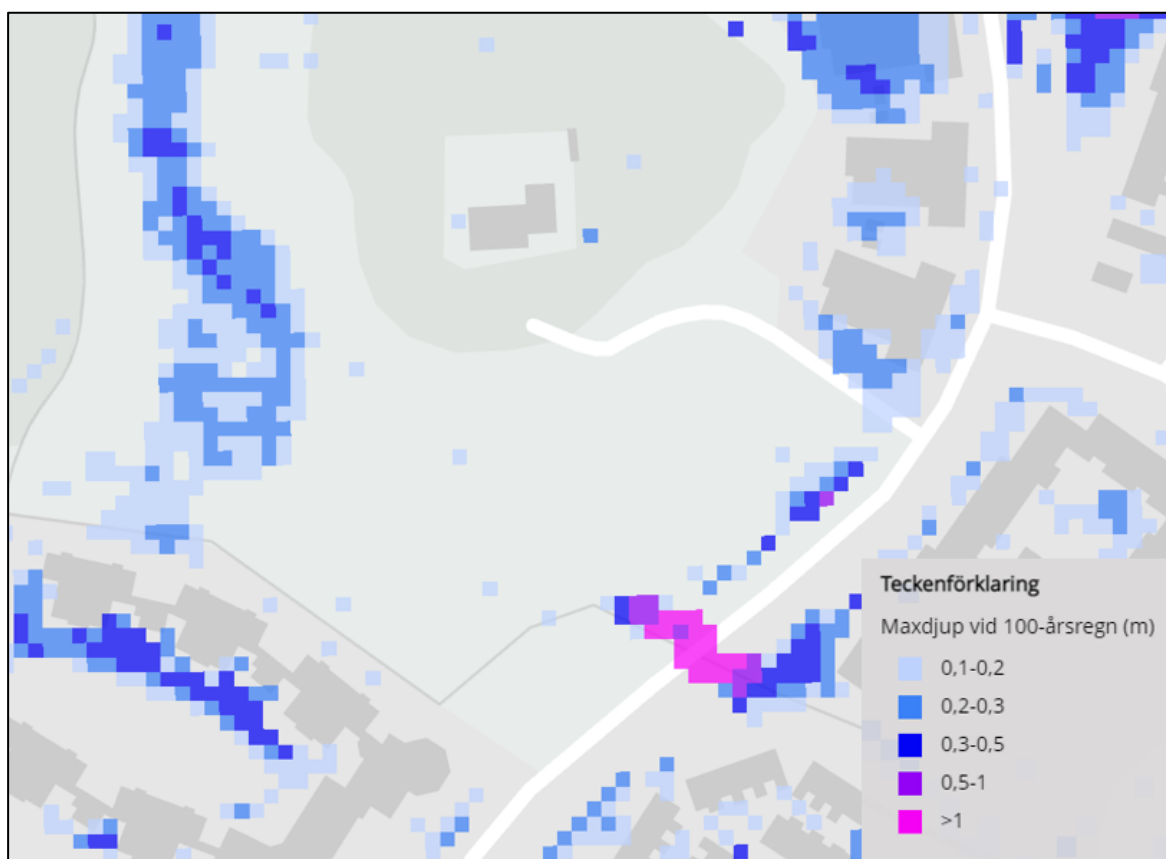 Teckenförklaring
Maxdjup vid 100-årsregn (m)
0,1-0,2
0,2-0,3
0,3-0,5
0,5-1
>1